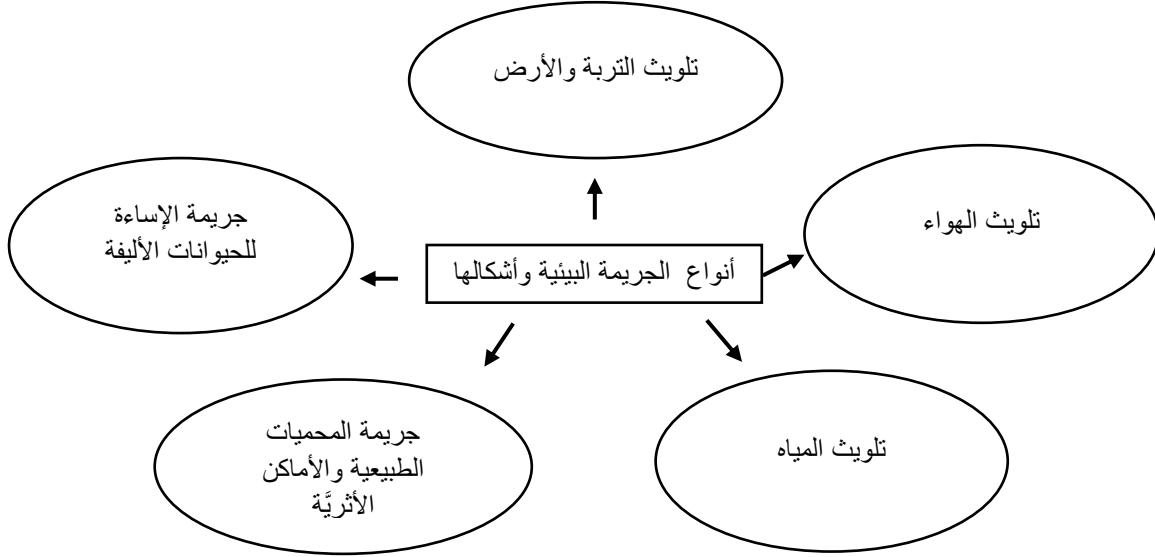 تلويث التربة والأرض
تلويث الهواء
جريمة الإساءة
للحيوانات الأليفة
أنواع الجريمة البيئية وأشكالها
تلويث المياه
جريمة المحميات
الطبيعية والأماكن
الأثريَّة